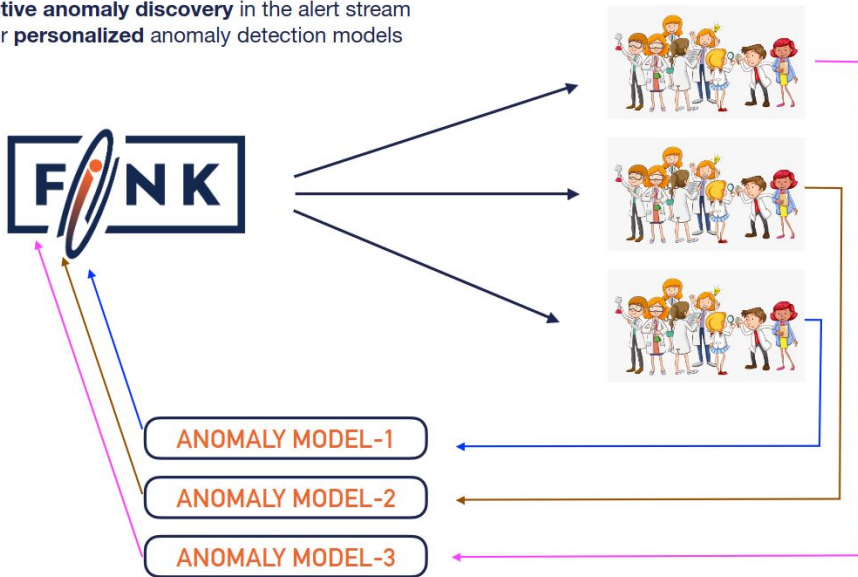 tive anomaly discovery in the alert stream
r personalized anomaly detection models
FINK
ANOMALY MODEL-1
ANOMALY MODEL-2
ANOMALY MODEL-3